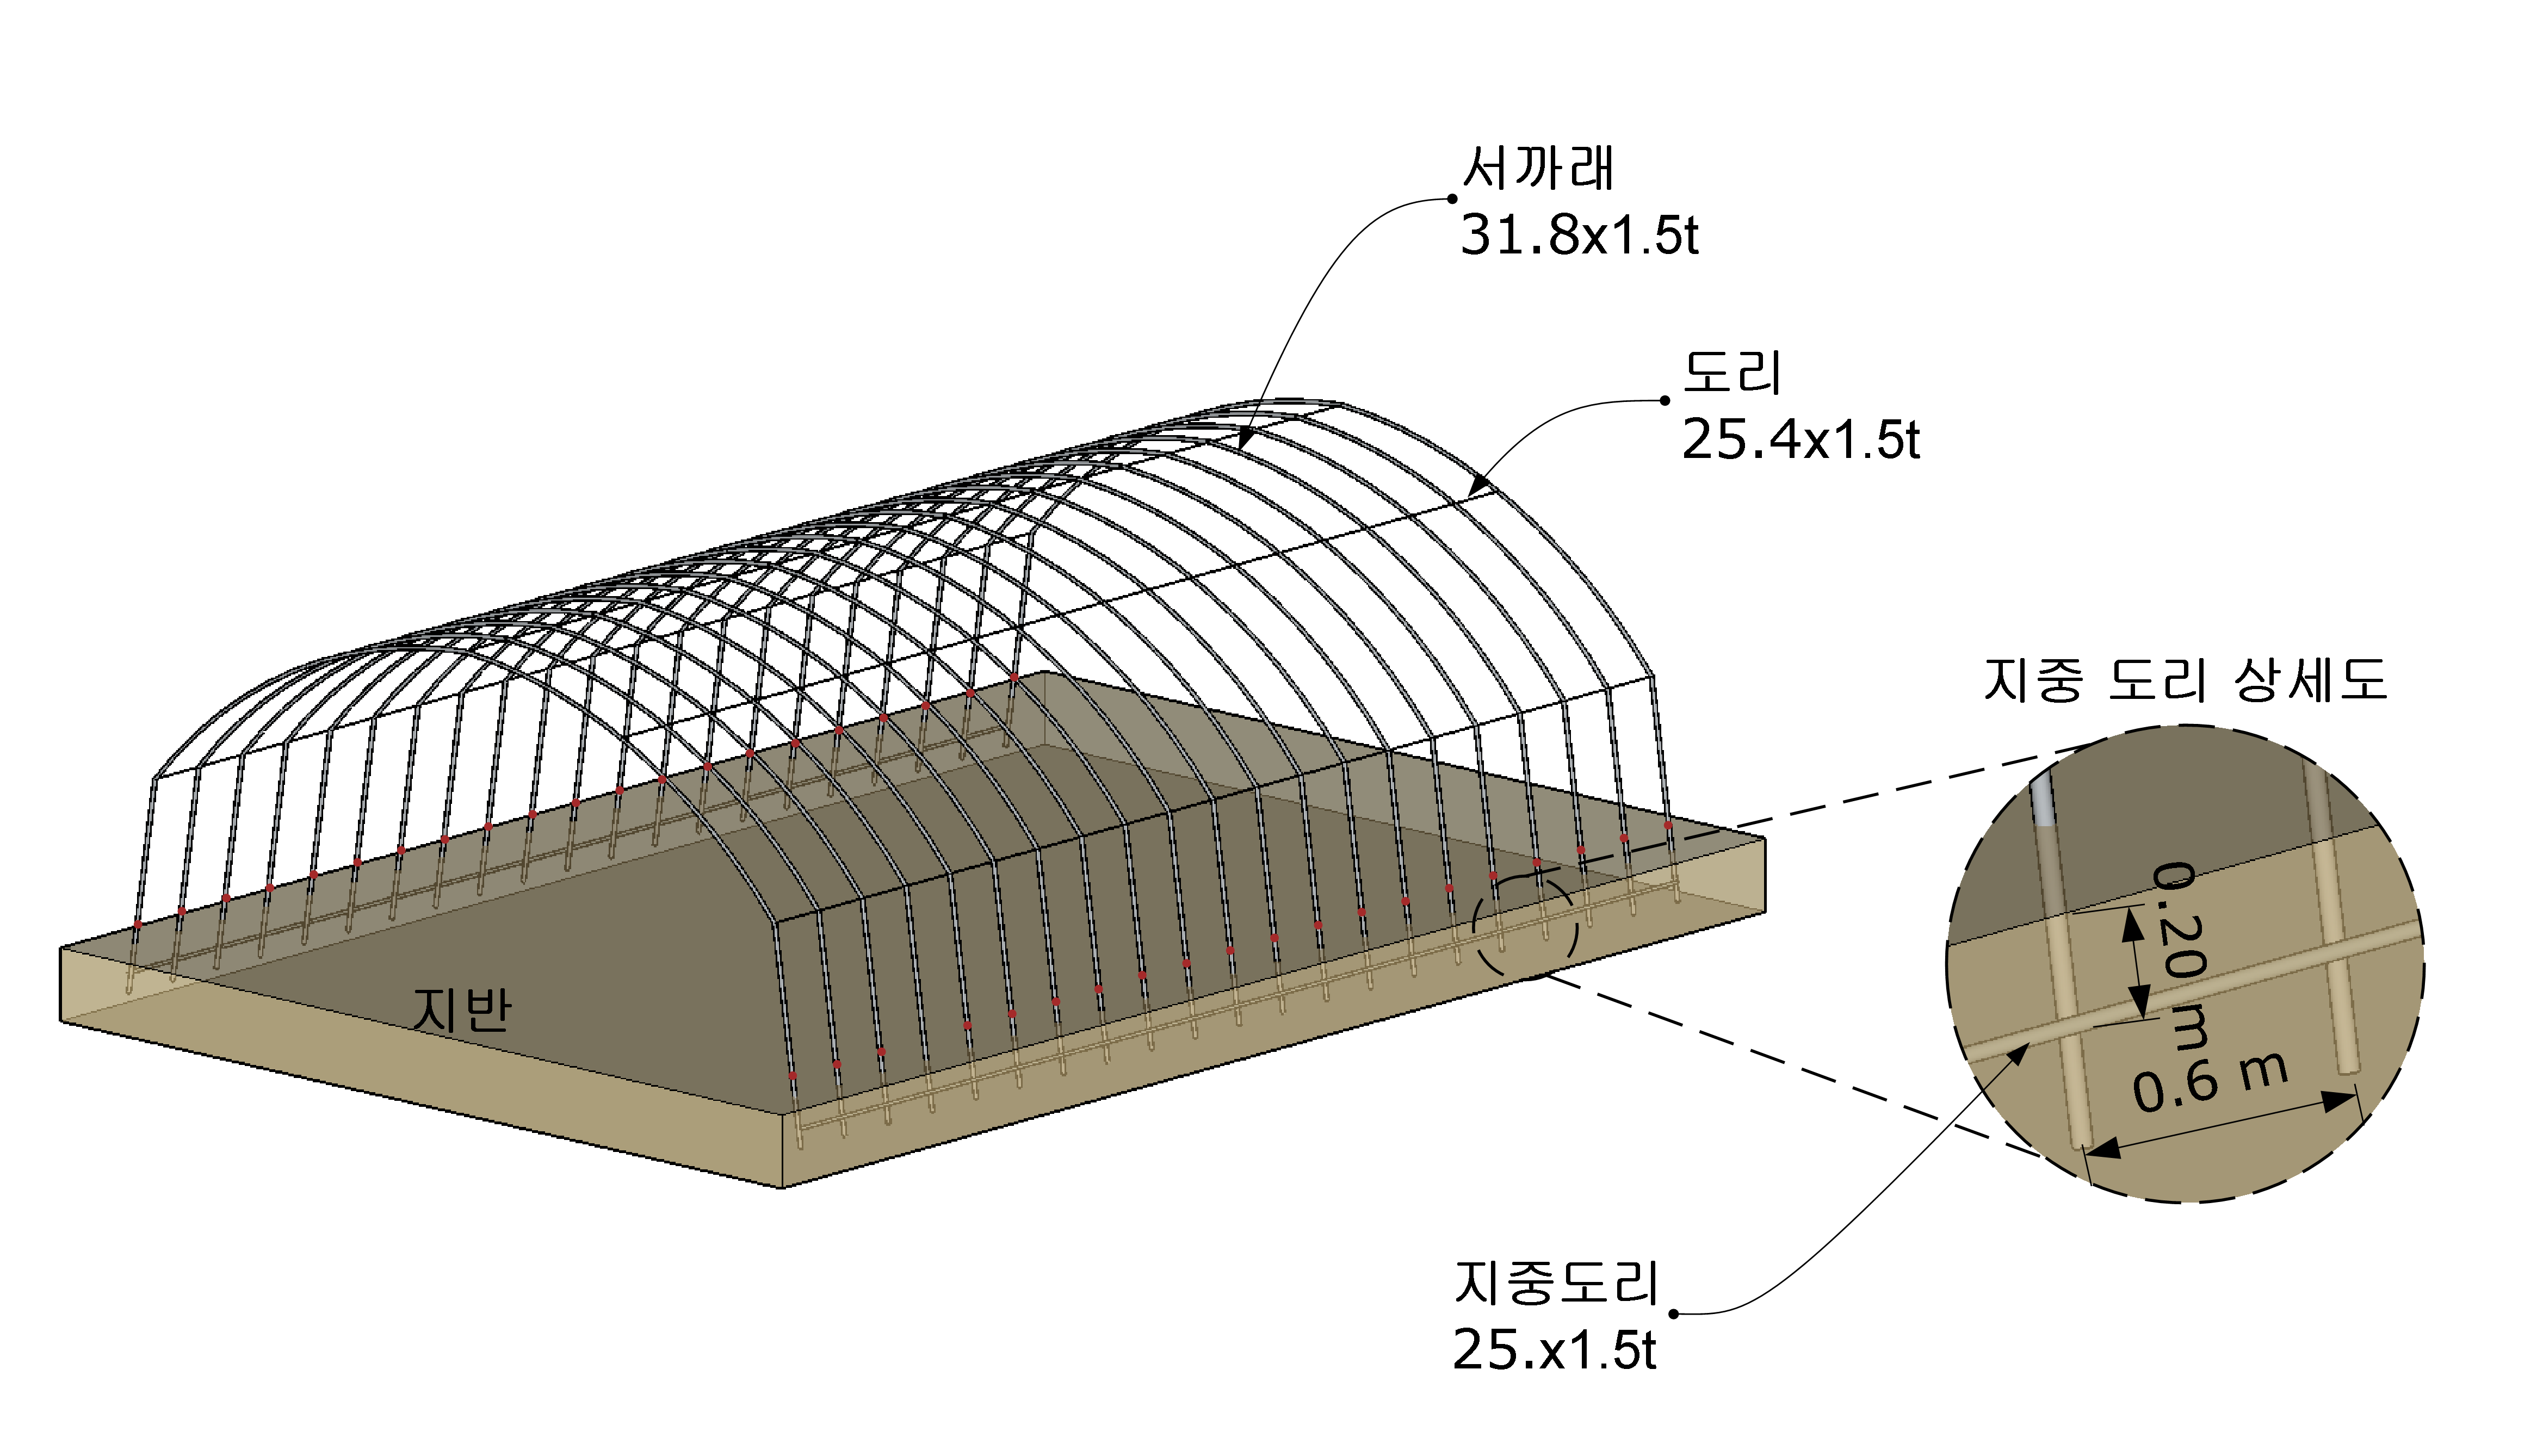 서까래
31.8x1.5t
도리
25.4x1.5t
지중 도리 상세도
0.20 m
0.6 m
지반
지중도리
25.x1.5t